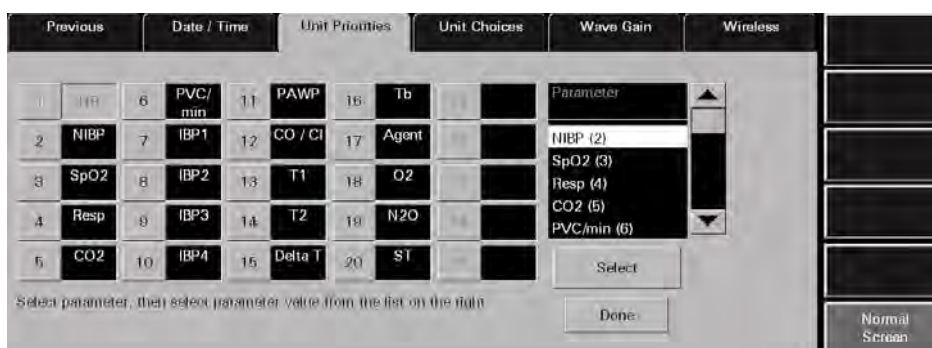 Previous Date / Time Unit Priorities Unit Choices Wave Gain Wireless
1 HR 6 PVC/min 11 PAWP 16 Tb Parameter
2 NIBP 7 IBP1 12 CO / CI 17 Agent NIBP (2)
3 SpO2 8 IBP2 13 T1 18 O2 SpO2 (3)
4 Resp 9 IBP3 14 T2 19 N2O Resp (4)
CO2 (5)
PVC/min (6)
5 CO2 10 IBP4 15 Delta T 20 ST Select
Select parameter, then select parameter value from the list on the right
Done
Normal
Screen